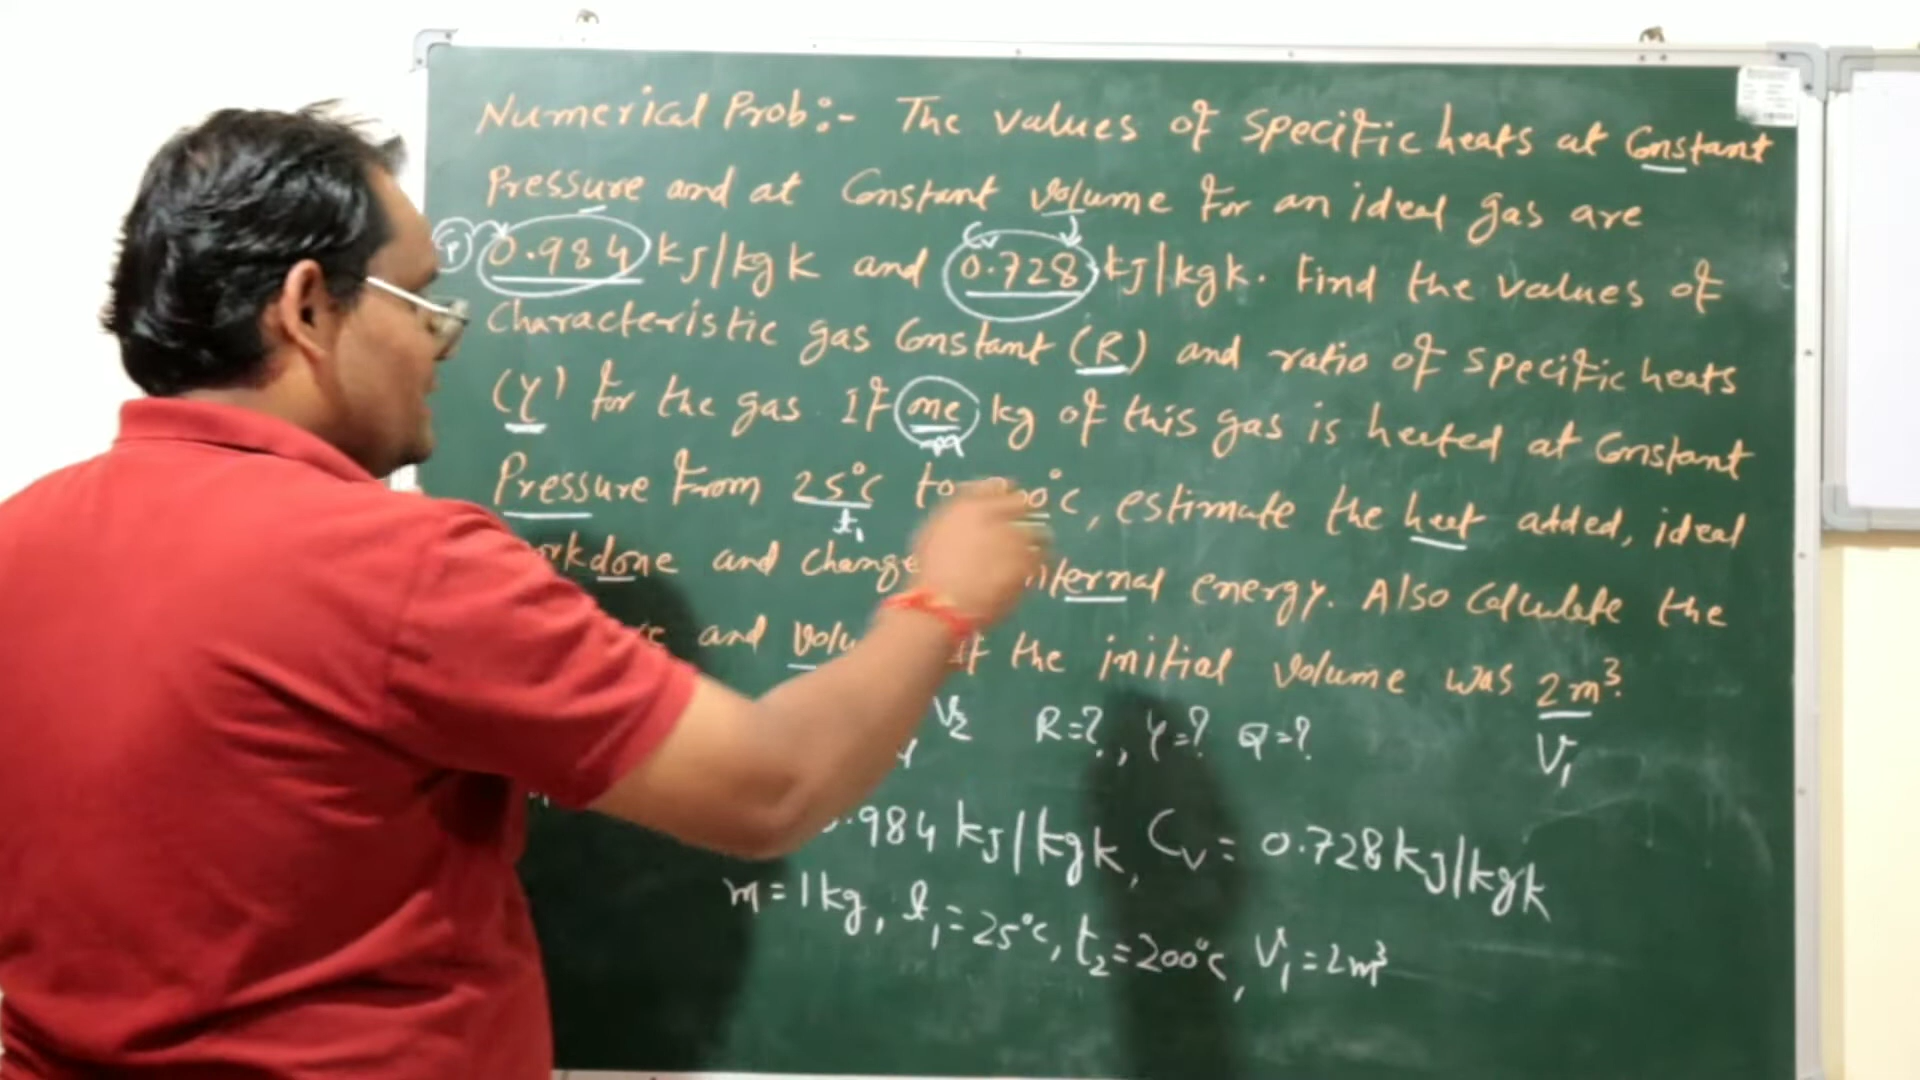 Numerical Prob:- The values of specific heats at Constant
Pressure and at Constant volume for an ideal gas are
P 0.984 kJ/kgk and Cv 0.728 kJ/kgk. Find the values of
Characteristic gas Constant (R) and ratio of specific heats
(γ) for the gas. If one kg of this gas is heated at Constant
m
Pressure from 25°C to 200°C, estimate the heat added, ideal
t1
done and change internal energy. Also Calculate the
and if the initial volume was 2m³.
V2 R=?, γ=? Q=? V1
.984 kJ/kgk, Cv = 0.728 kJ/kgk
m=1kg, t1=25°C, t2=200°C, V1=2m³